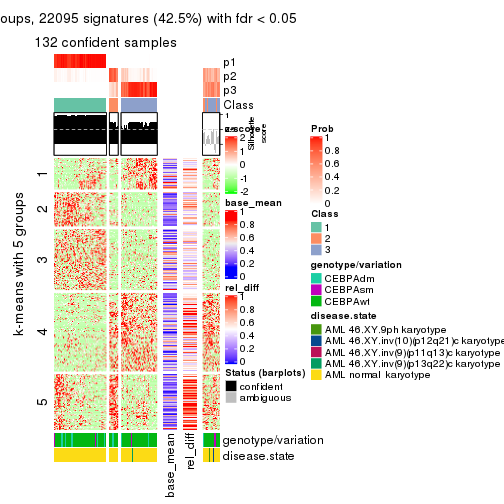 oups, 22095 signatures (42.5%) with fdr < 0.05
132 confident samples
p1
p2
p3
Class
Silhouette
score
z-score
2
1
0
-1
-2
base_mean
1
0.8
0.6
0.4
0.2
0
rel_diff
1
0.8
0.6
0.4
0.2
0
Status (barplots)
confident
ambiguous
Prob
1
0.8
0.6
0.4
0.2
0
Class
1
2
3
genotype/variation
CEBPAdm
CEBPAsm
CEBPAwt
disease.state
AML 46.XY.9ph karyotype
AML 46.XY.inv(10)(p12q21)c karyotype
AML 46.XY.inv(9)(p11q13)c karyotype
AML 46.XY.inv(9)(p13q22)c karyotype
AML normal karyotype
k-means with 5 groups
1
2
3
4
5
genotype/variation
disease.state
base_mean
rel_diff